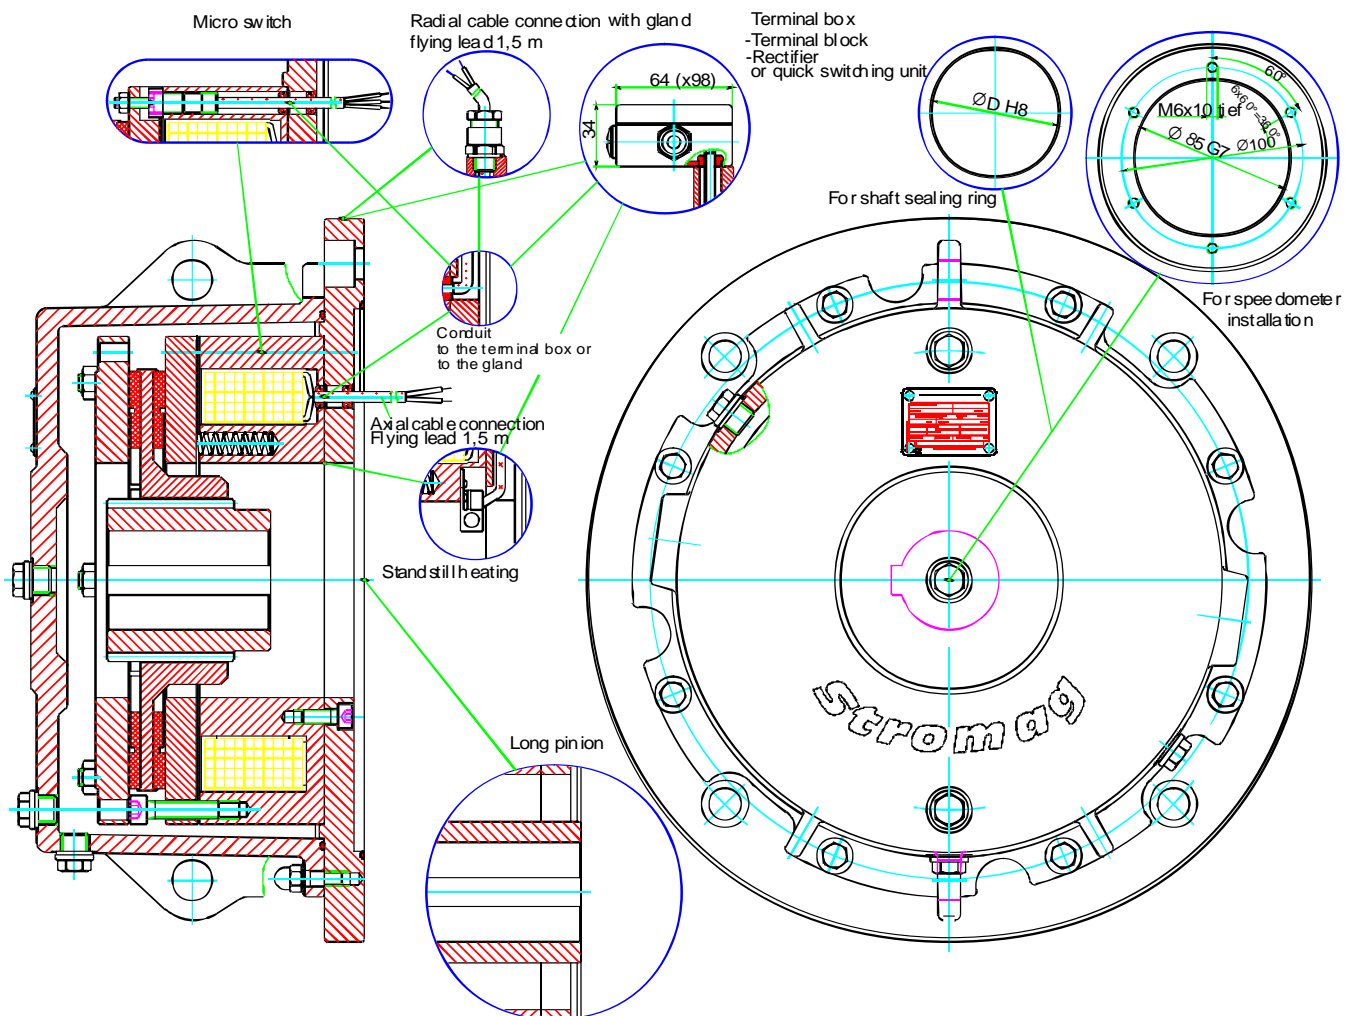 Micro switch
Radial cable connection with gland
flying lead 1,5 m
Terminal box
-Terminal block
-Rectifier
or quick switching unit
64 (x98)
34
Ø D H8
60°
6x60°=360°
M6x10 tief
Ø 85 G7
Ø100
For shaft sealing ring
For speedometer
installation
Conduit
to the terminal box or
to the gland
Axial cable connection
Flying lead 1,5 m
Standstill heating
Long pinion
Stromag